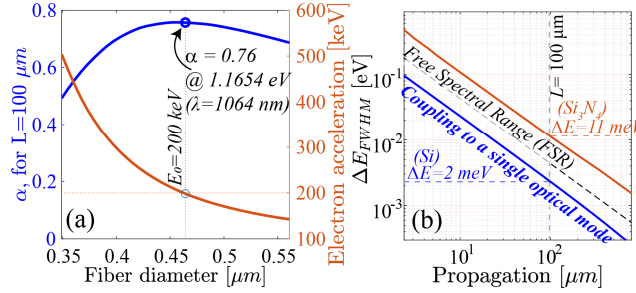 α, for L=100 μm
0.8
0.6
0.4
0.2
0
α = 0.76
@ 1.1654 eV
(λ=1064 nm)
E₀=200 keV
(a)
0.35
0.4
0.45
0.5
0.55
Fiber diameter [μm]
600
500
400
300
200
100
Electron acceleration [keV]
ΔE_FWHM [eV]
10⁻¹
10⁻²
10⁻³
Free Spectral Range (FSR)
Coupling to a single optical mode
L= 100 μm
(Si₃N₄)
ΔE=11 meV
(Si)
ΔE=2 meV
(b)
10¹
10²
Propagation [μm]